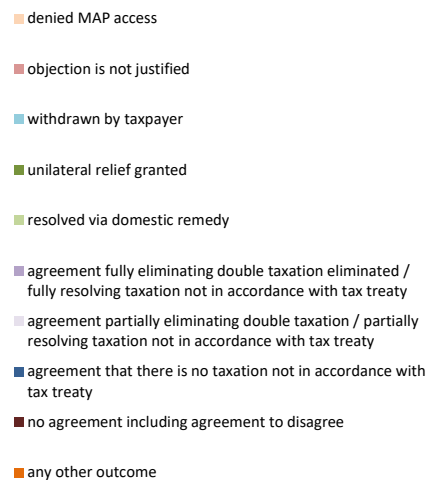 denied MAP access
objection is not justified
withdrawn by taxpayer
unilateral relief granted
resolved via domestic remedy
agreement fully eliminating double taxation eliminated /
fully resolving taxation not in accordance with tax treaty
agreement partially eliminating double taxation / partially
resolving taxation not in accordance with tax treaty
agreement that there is no taxation not in accordance with
tax treaty
no agreement including agreement to disagree
any other outcome